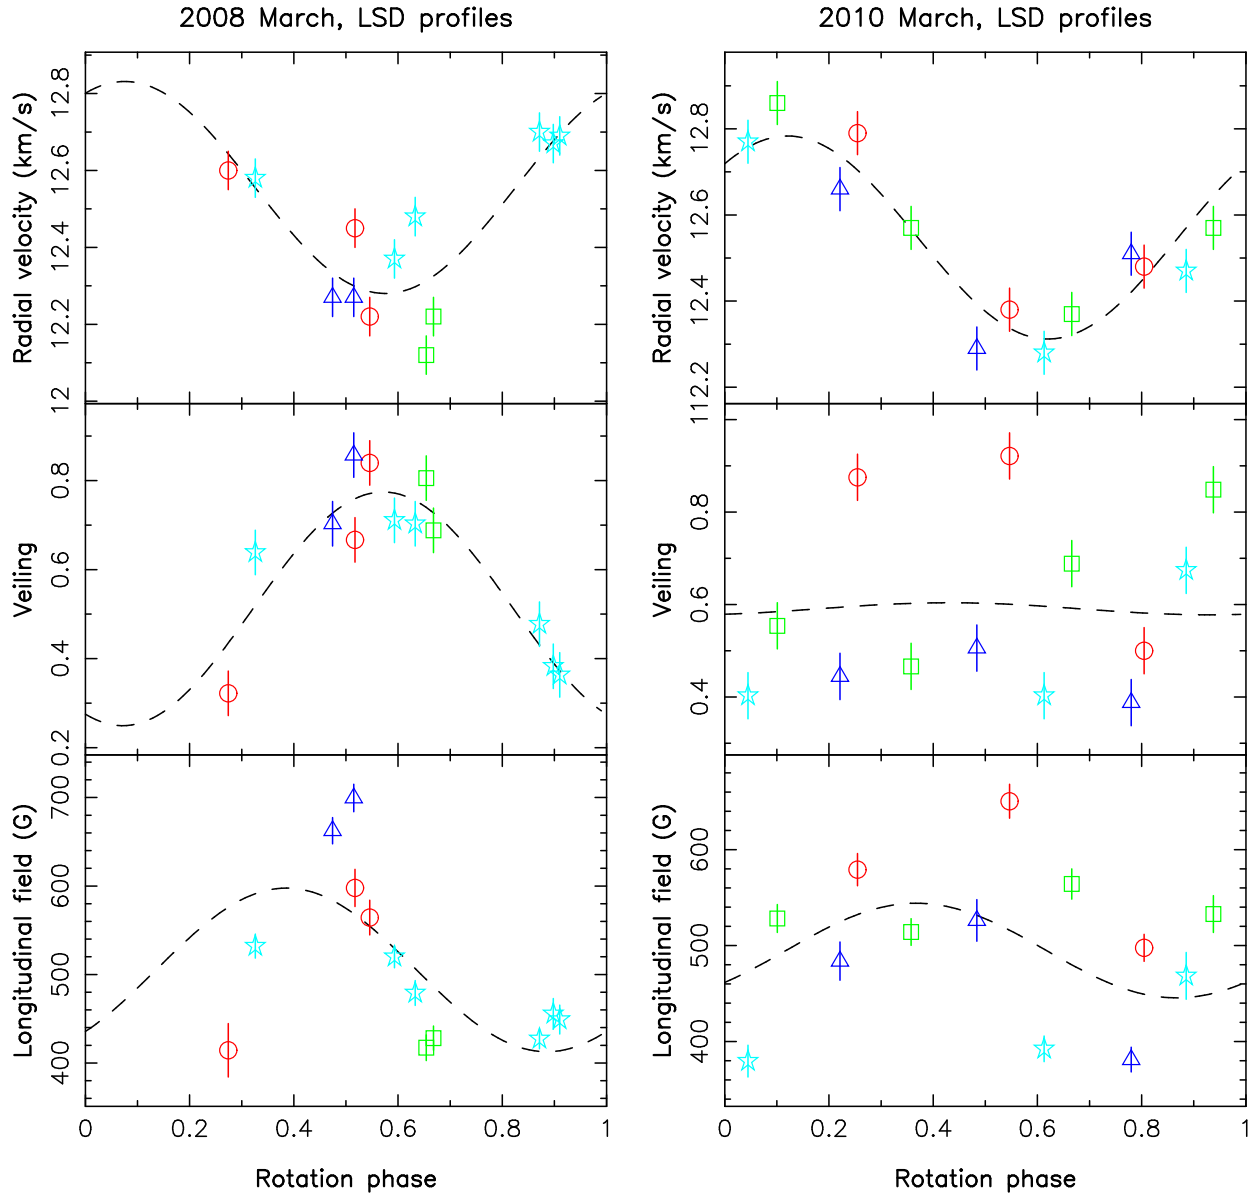 2008 March, LSD profiles
2010 March, LSD profiles
Radial velocity (km/s)
12 12.2 12.4 12.6 12.8
Radial velocity (km/s)
12.2 12.4 12.6 12.8
Veiling
0.2 0.4 0.6 0.8
Veiling
0.4 0.6 0.8 1
Longitudinal field (G)
400 500 600 700
Longitudinal field (G)
400 500 600
0 0.2 0.4 0.6 0.8 1
0 0.2 0.4 0.6 0.8 1
Rotation phase
Rotation phase